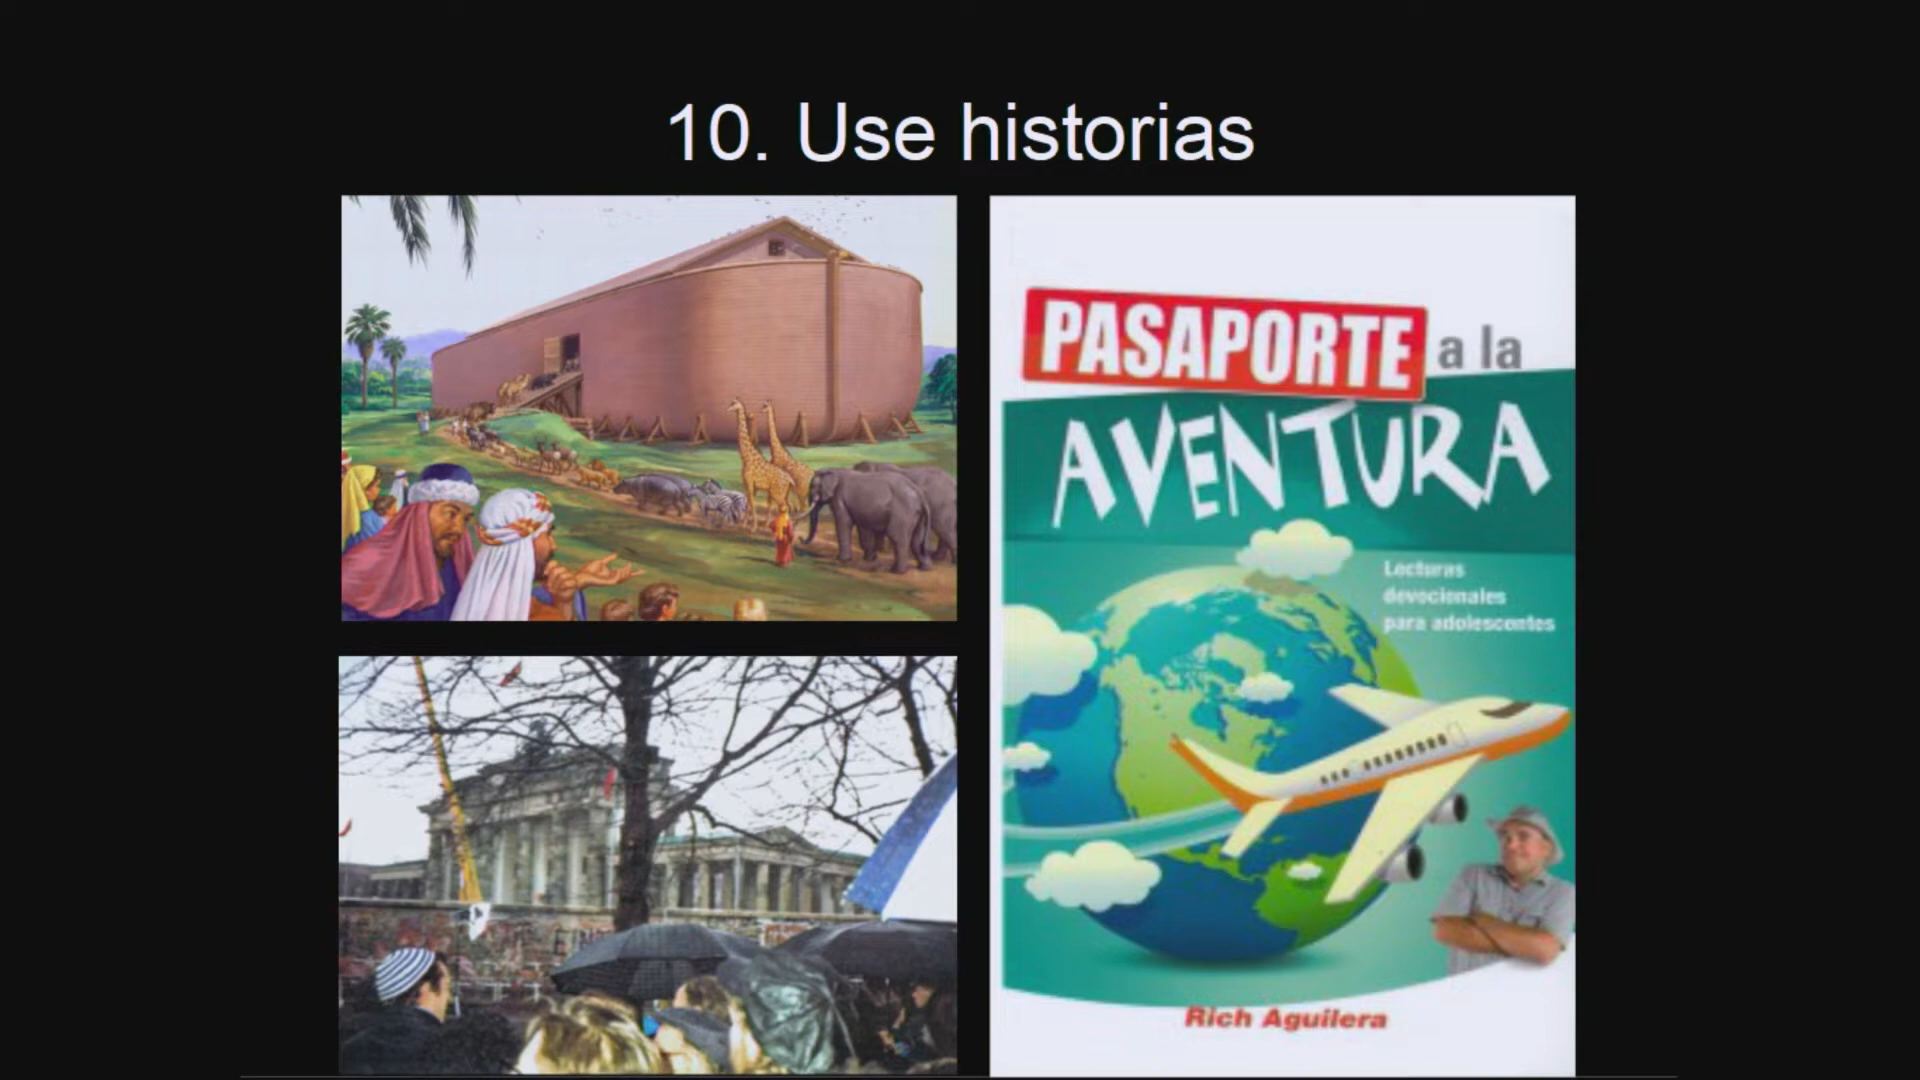 10. Use historias
PASAPORTE a la
AVENTURA
Lecturas
devocionales
para adolescentes
Rich Aguilera